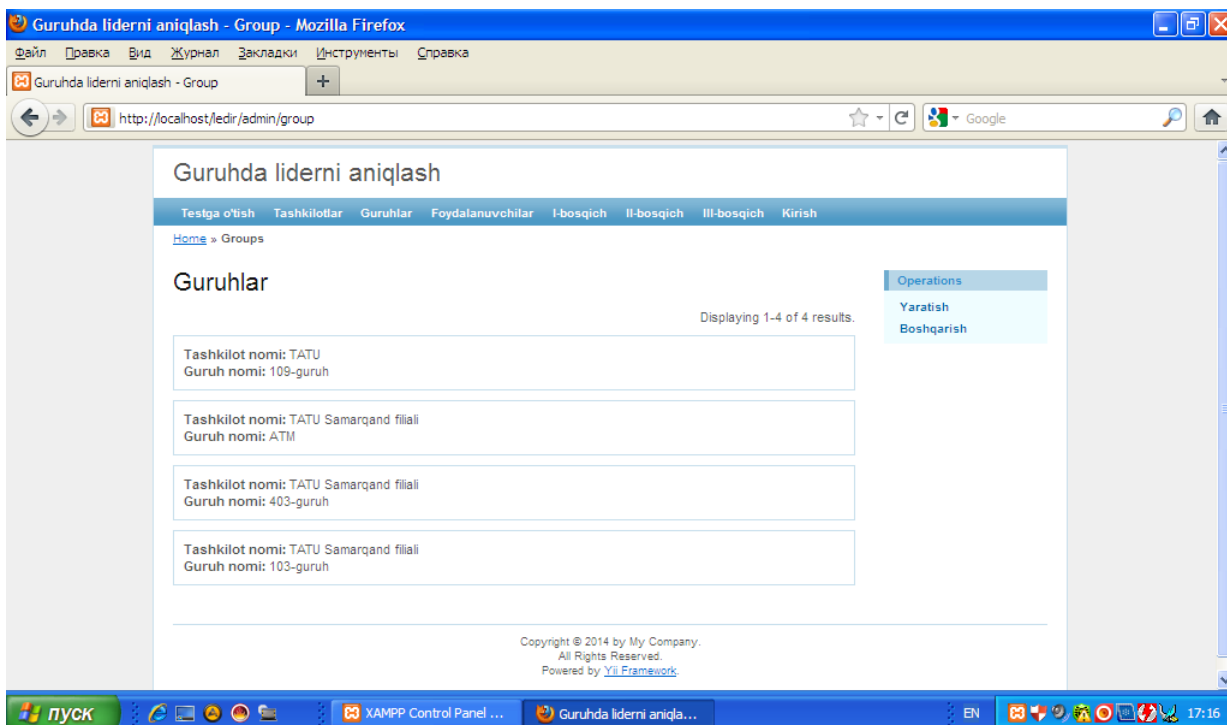 Guruhda liderni aniqlash - Group - Mozilla Firefox
Файл Правка Вид Журнал Закладки Инструменты Справка
Guruhda liderni aniqlash - Group
http://localhost/ledir/admin/group
Google
Guruhda liderni aniqlash
Testga o'tish Tashkilotlar Guruhlar Foydalanuvchilar I-bosqich II-bosqich III-bosqich Kirish
Home » Groups
Guruhlar
Displaying 1-4 of 4 results.
Tashkilot nomi: TATU
Guruh nomi: 109-guruh
Tashkilot nomi: TATU Samarqand filiali
Guruh nomi: ATM
Tashkilot nomi: TATU Samarqand filiali
Guruh nomi: 403-guruh
Tashkilot nomi: TATU Samarqand filiali
Guruh nomi: 103-guruh
Operations
Yaratish
Boshqarish
Copyright © 2014 by My Company.
All Rights Reserved.
Powered by Yii Framework.
пуск XAMPP Control Panel ... Guruhda liderni aniqla... EN 17:16